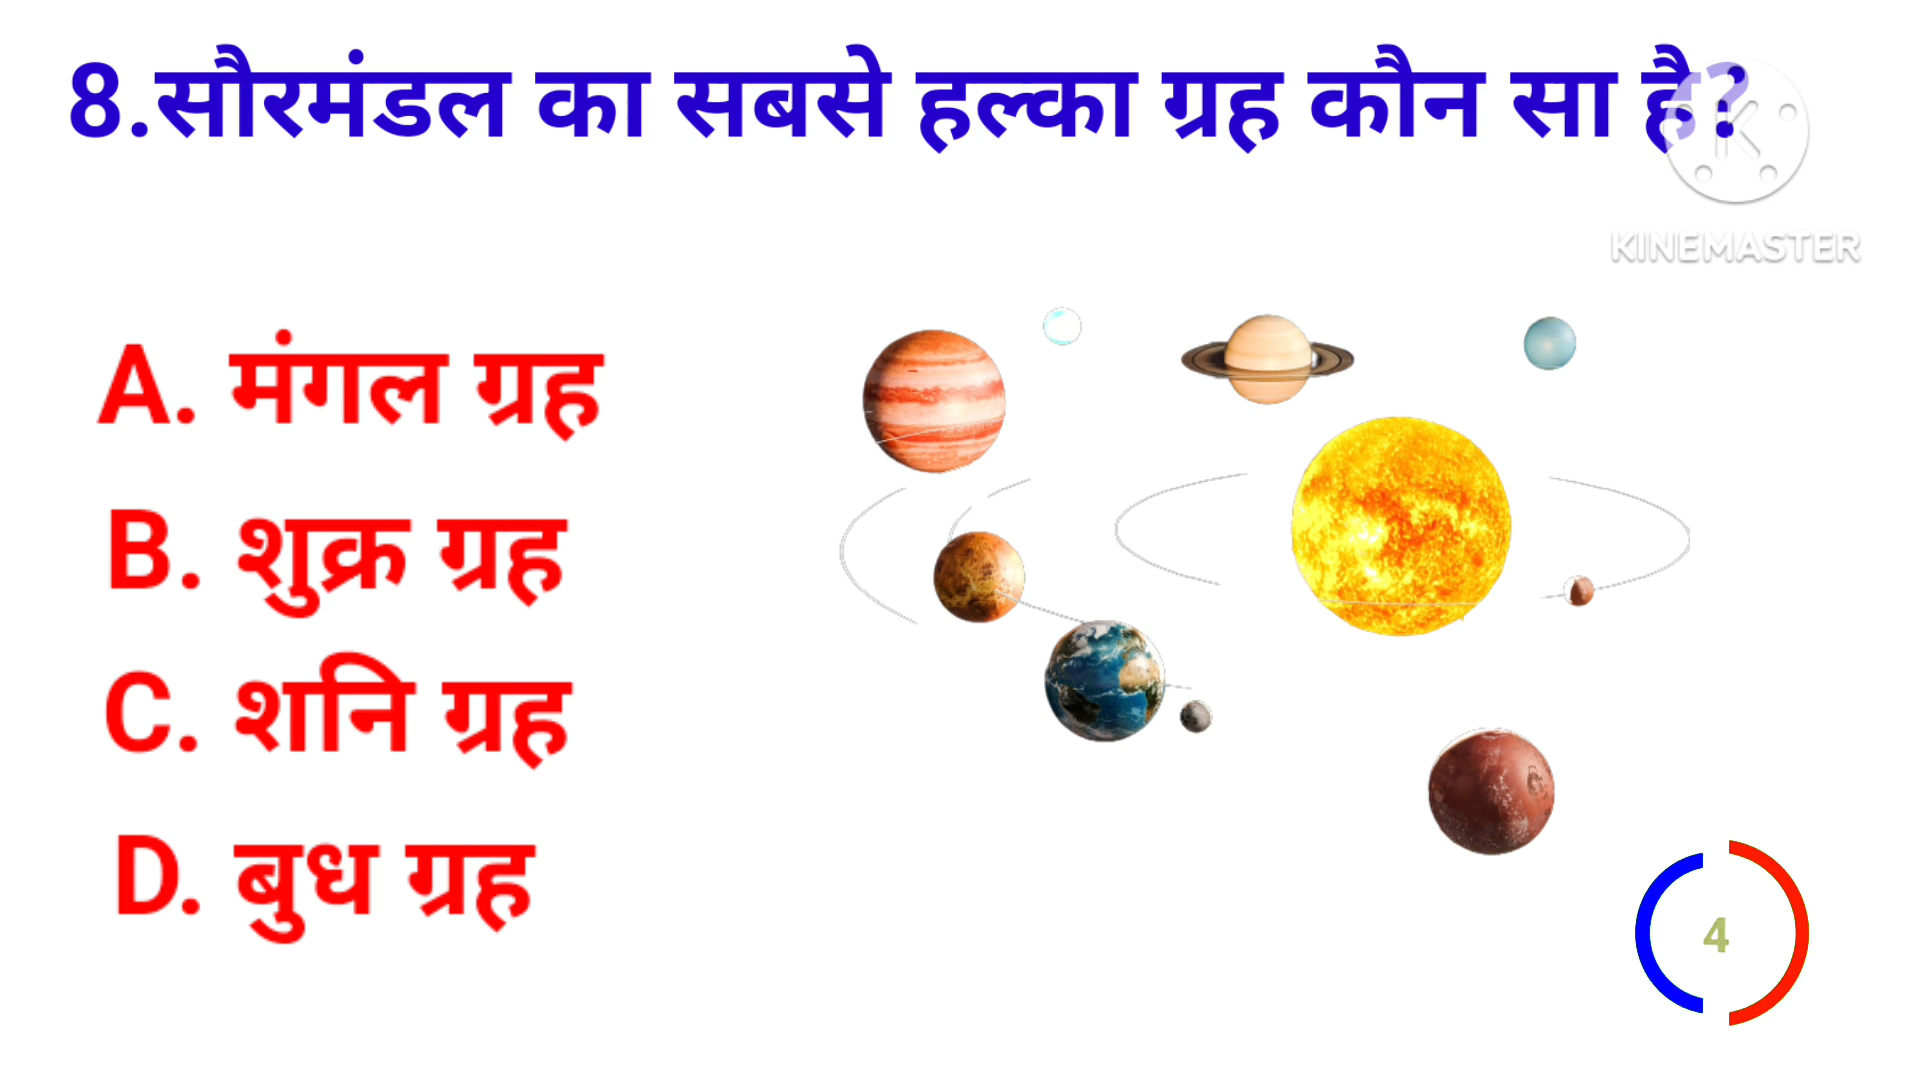 8.सौरमंडल का सबसे हल्का ग्रह कौन सा है?
KINEMASTER
A. मंगल ग्रह
B. शुक्र ग्रह
C. शनि ग्रह
D. बुध ग्रह
4